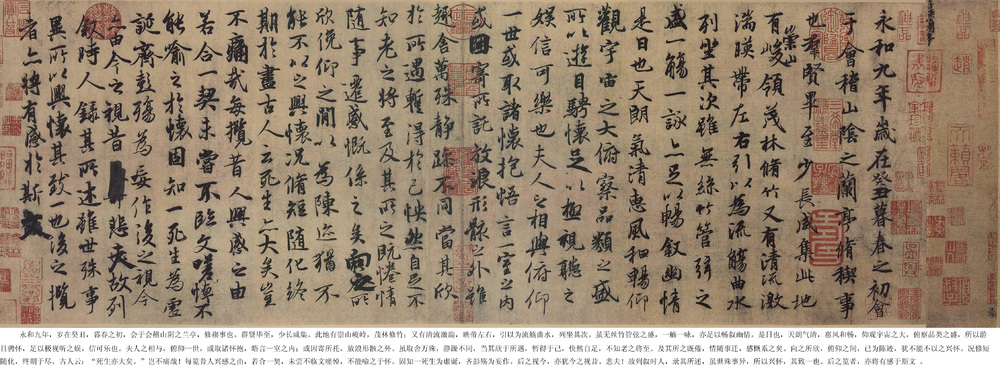 永和九年歲在癸丑暮春之初會
于會稽山陰之蘭亭脩禊事
也羣賢畢至少長咸集此地
有崇山峻領茂林脩竹又有清流激
湍暎帶左右引以為流觴曲水
列坐其次雖無絲竹管弦之
盛一觴一詠亦足以暢敘幽情
是日也天朗氣清惠風和暢仰
觀宇宙之大俯察品類之盛
所以遊目騁懷足以極視聽之
娛信可樂也夫人之相與俯仰
一世或取諸懷抱悟言一室之內
或因寄所託放浪形骸之外雖
趣舍萬殊靜躁不同當其欣
於所遇蹔得於己怏然自足不
知老之將至及其所之既惓情
隨事遷感慨係之矣向之所
欣俛仰之間以為陳迹猶不
能不以之興懷況脩短隨化終
期於盡古人云死生亦大矣豈
不痛哉每攬昔人興感之由
若合一契未嘗不臨文嗟悼不
能喻之於懷固知一死生為虛
誕齊彭殤為妄作後之視今
亦由今之視昔悲夫故列
敘時人錄其所述雖世殊事
異所以興懷其致一也後之攬
者亦將有感於斯文
永和九年，岁在癸丑，暮春之初，会于会稽山阴之兰亭，修禊事也。群贤毕至，少长咸集。此地有崇山峻岭，茂林修竹；又有清流激湍，映带左右，引以为流觞曲水，列坐其次。虽无丝竹管弦之盛，一觞一咏，亦足以畅叙幽情。是日也，天朗气清，惠风和畅，仰观宇宙之大，俯察品类之盛，所以游
目骋怀，足以极视听之娱，信可乐也。夫人之相与，俯仰一世，或取诸怀抱，晤言一室之内；或因寄所托，放浪形骸之外。虽取舍万殊，静躁不同，当其欣于所遇，暂得于己，快然自足，不知老之将至。及其所之既倦，情随事迁，感慨系之矣。向之所欣，俯仰之间，已为陈迹，犹不能不以之兴怀。况修短
随化，终期于尽。古人云：“死生亦大矣。”岂不痛哉！每览昔人兴感之由，若合一契，未尝不临文嗟悼，不能喻之于怀。固知一死生为虚诞，齐彭殇为妄作。后之视今，亦犹今之视昔。悲夫！故列叙时人，录其所述，虽世殊事异，所以兴怀，其致一也。后之览者，亦将有感于斯文。